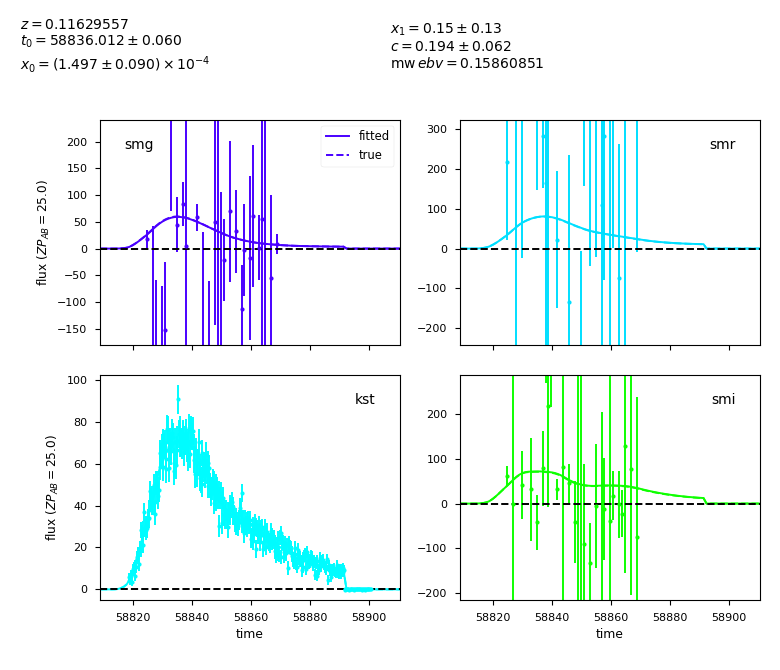 z = 0.11629557
t0 = 58836.012 ± 0.060
x0 = (1.497 ± 0.090) × 10^-4
x1 = 0.15 ± 0.13
c = 0.194 ± 0.062
mw ebv = 0.15860851
smg
fitted
true
flux (ZP_AB = 25.0)
200
150
100
50
0
−50
−100
−150
smr
300
200
100
0
−100
−200
kst
flux (ZP_AB = 25.0)
100
80
60
40
20
0
58820 58840 58860 58880 58900
time
smi
200
100
0
−100
−200
58820 58840 58860 58880 58900
time